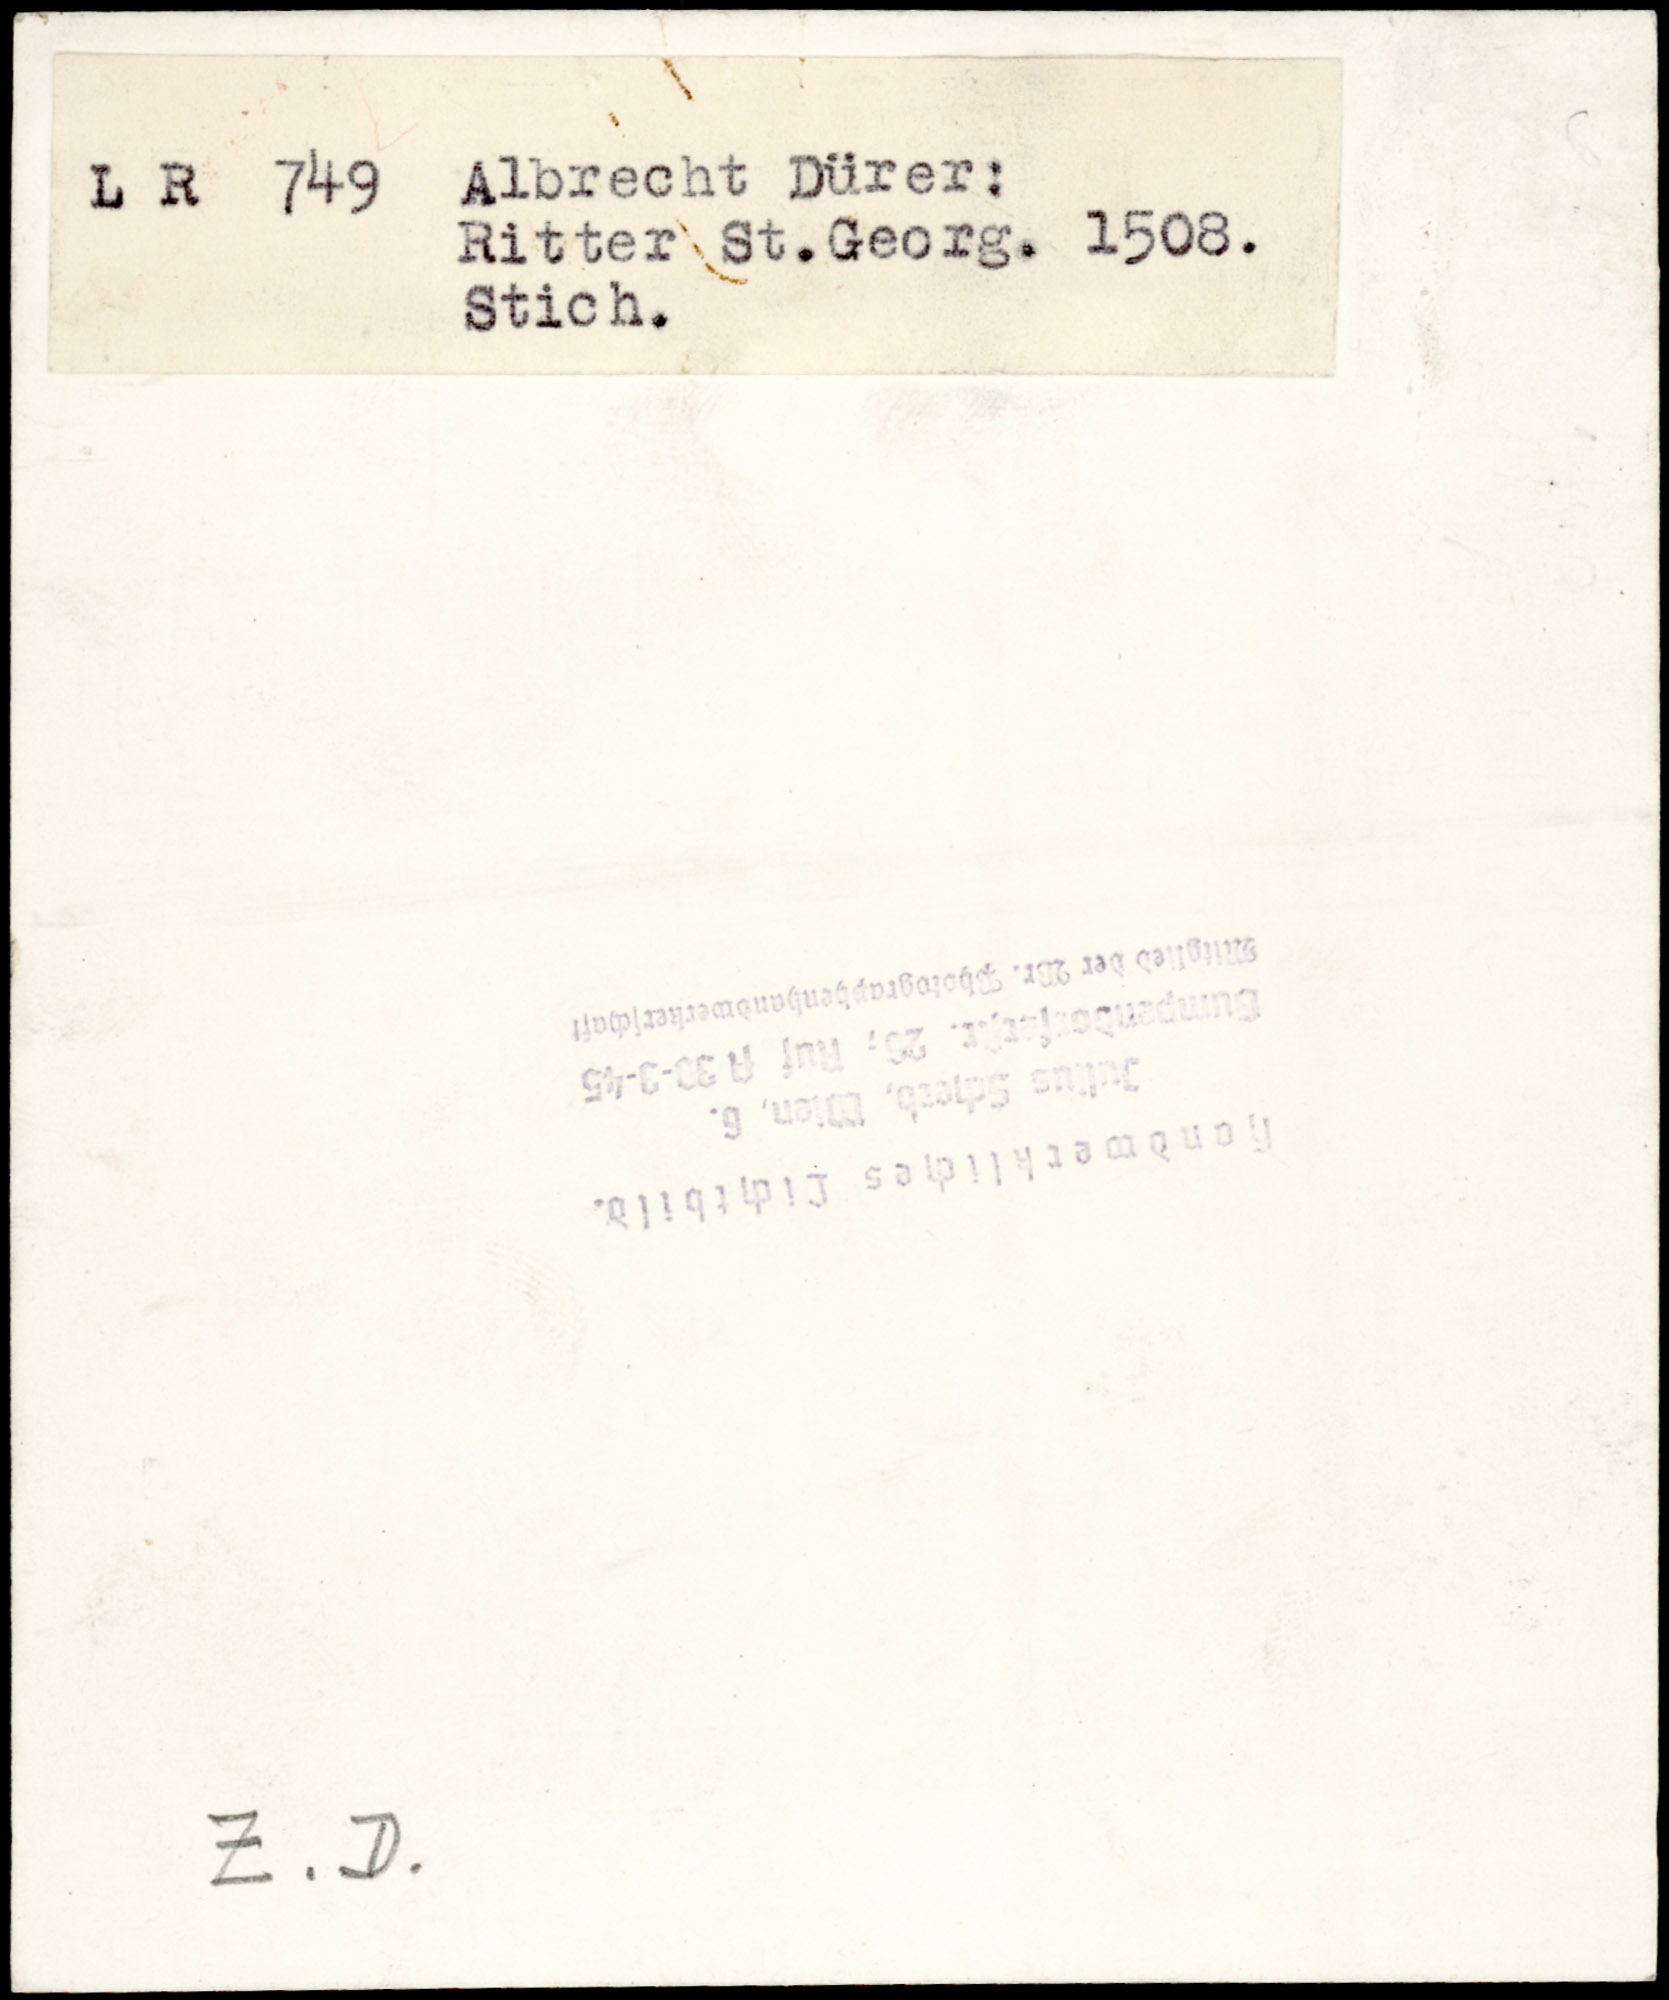 L R 749 Albrecht Dürer:
Ritter St.Georg. 1508.
Stich.
Handwerkliches Lichtbild.
Julius Scherb, Wien, 6.
Gumpendorferstr. 20, Ruf A 30-3-45
Mitglied der Wr. Photographenhandwerkerschaft
Z.D.